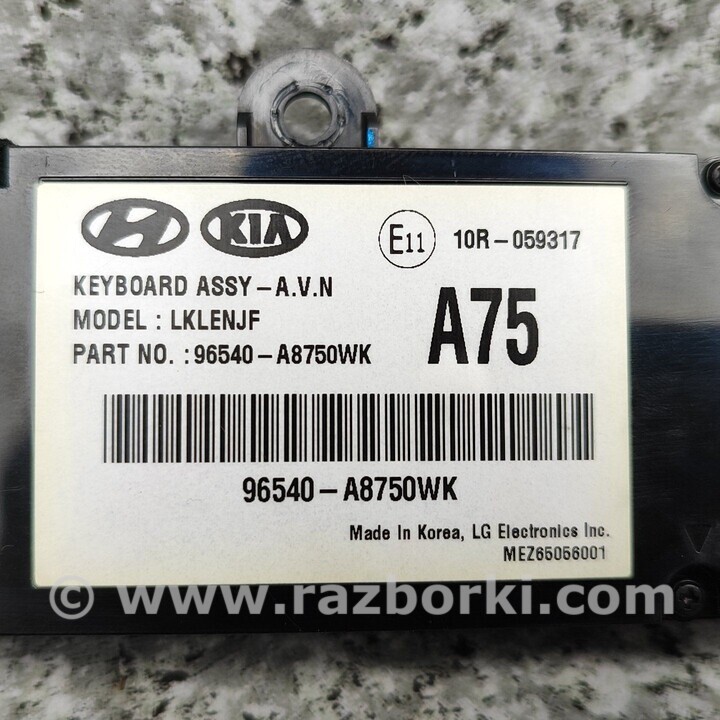 H KIA E11 10R-059317
KEYBOARD ASSY-A.V.N
MODEL : LKLENJF
PART NO. : 96540-A8750WK
A75
96540-A8750WK
Made In Korea, LG Electronics Inc.
MEZ65056001
© www.razborki.com